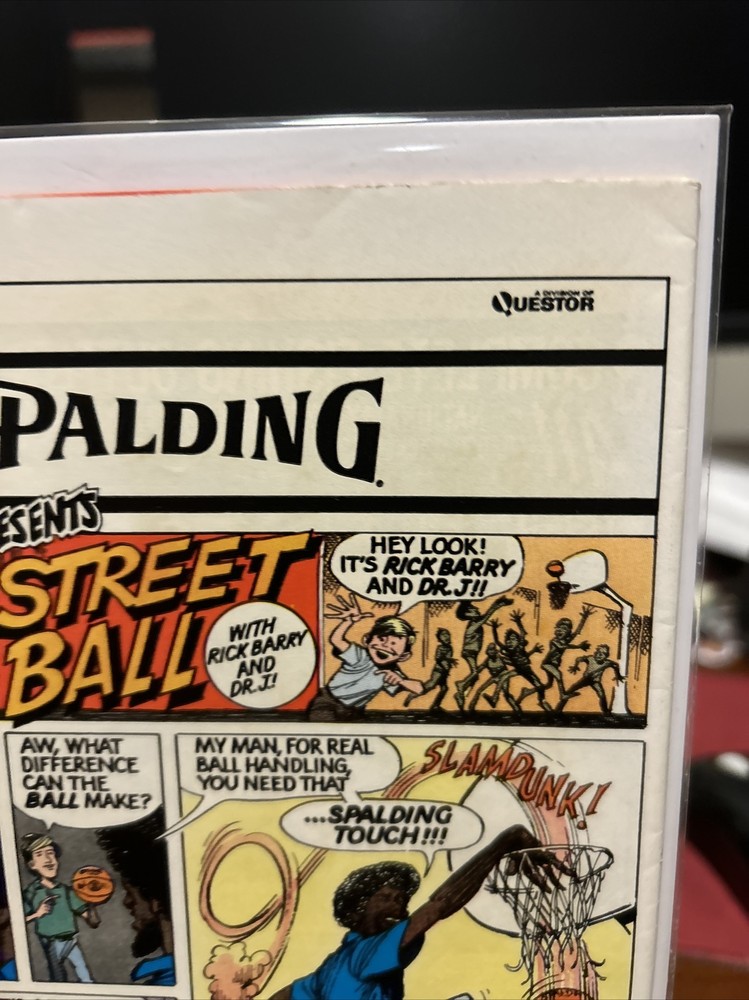 A DIVISION OF
QUESTOR
PALDING
ESENTS
STREET
BALL
WITH
RICK BARRY
AND
DR. J!
HEY LOOK!
IT'S RICK BARRY
AND DR. J!!
AW, WHAT
DIFFERENCE
CAN THE
BALL MAKE?
MY MAN, FOR REAL
BALL HANDLING,
YOU NEED THAT
...SPALDING
TOUCH!!!
SLAMDUNK!